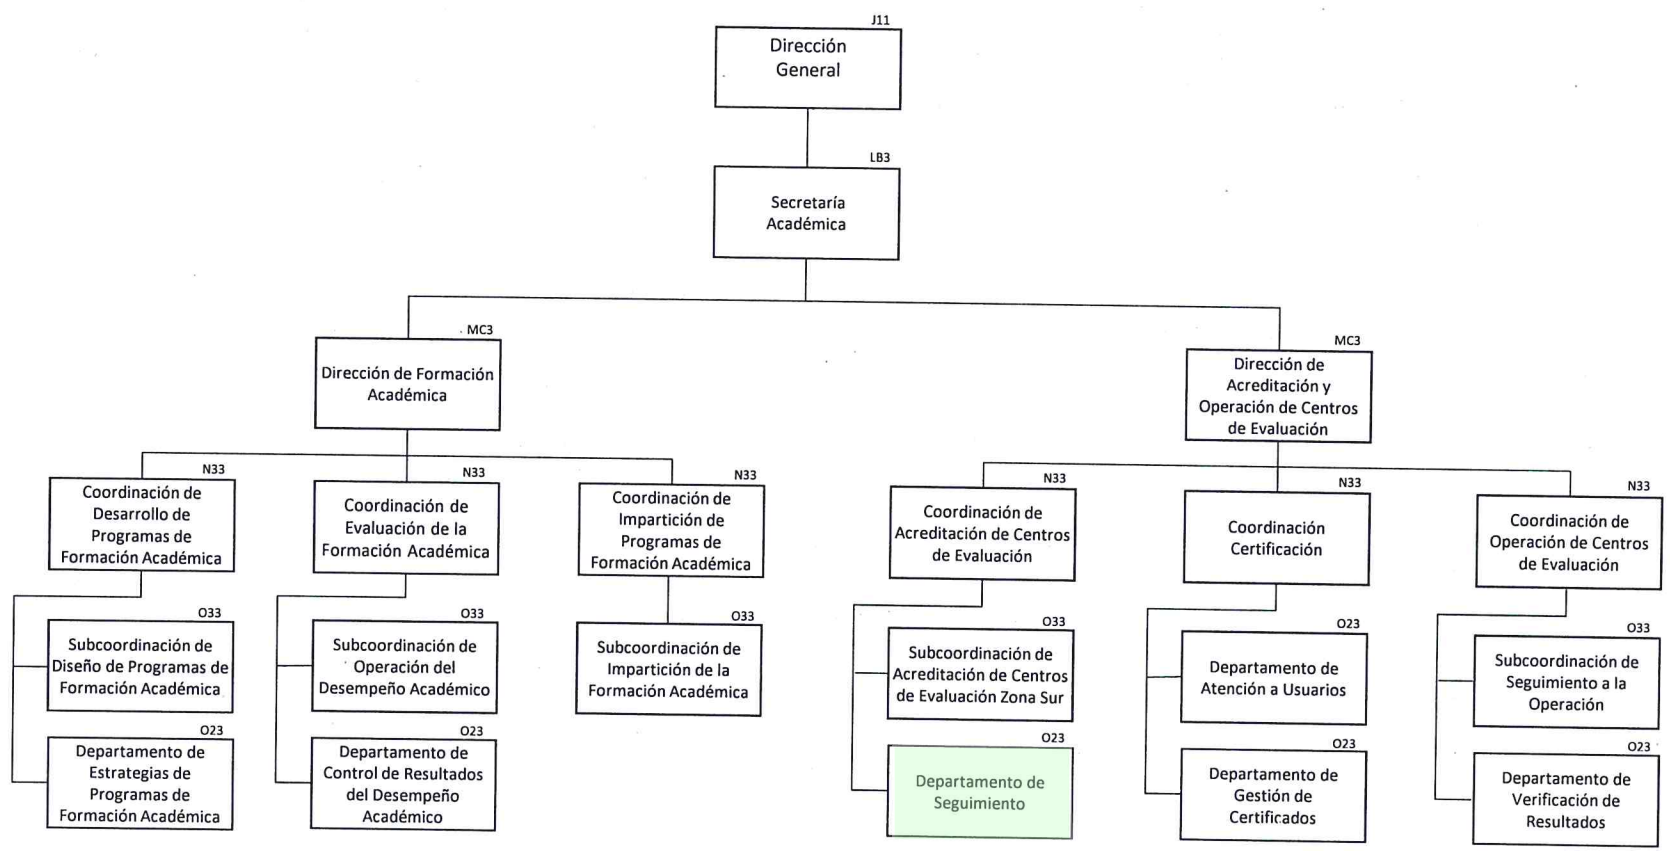 J11
Dirección
General
LB3
Secretaría
Académica
MC3
Dirección de Formación
Académica
MC3
Dirección de
Acreditación y
Operación de Centros
de Evaluación
N33
Coordinación de
Desarrollo de
Programas de
Formación Académica
N33
Coordinación de
Evaluación de la
Formación Académica
N33
Coordinación de
Impartición de
Programas de
Formación Académica
N33
Coordinación de
Acreditación de Centros
de Evaluación
N33
Coordinación
Certificación
N33
Coordinación de
Operación de Centros
de Evaluación
O33
Subcoordinación de
Diseño de Programas de
Formación Académica
O33
Subcoordinación de
Operación del
Desempeño Académico
O33
Subcoordinación de
Impartición de la
Formación Académica
O33
Subcoordinación de
Acreditación de Centros
de Evaluación Zona Sur
O23
Departamento de
Atención a Usuarios
O33
Subcoordinación de
Seguimiento a la
Operación
O23
Departamento de
Estrategias de
Programas de
Formación Académica
O23
Departamento de
Control de Resultados
del Desempeño
Académico
O23
Departamento de
Seguimiento
O23
Departamento de
Gestión de
Certificados
O23
Departamento de
Verificación de
Resultados